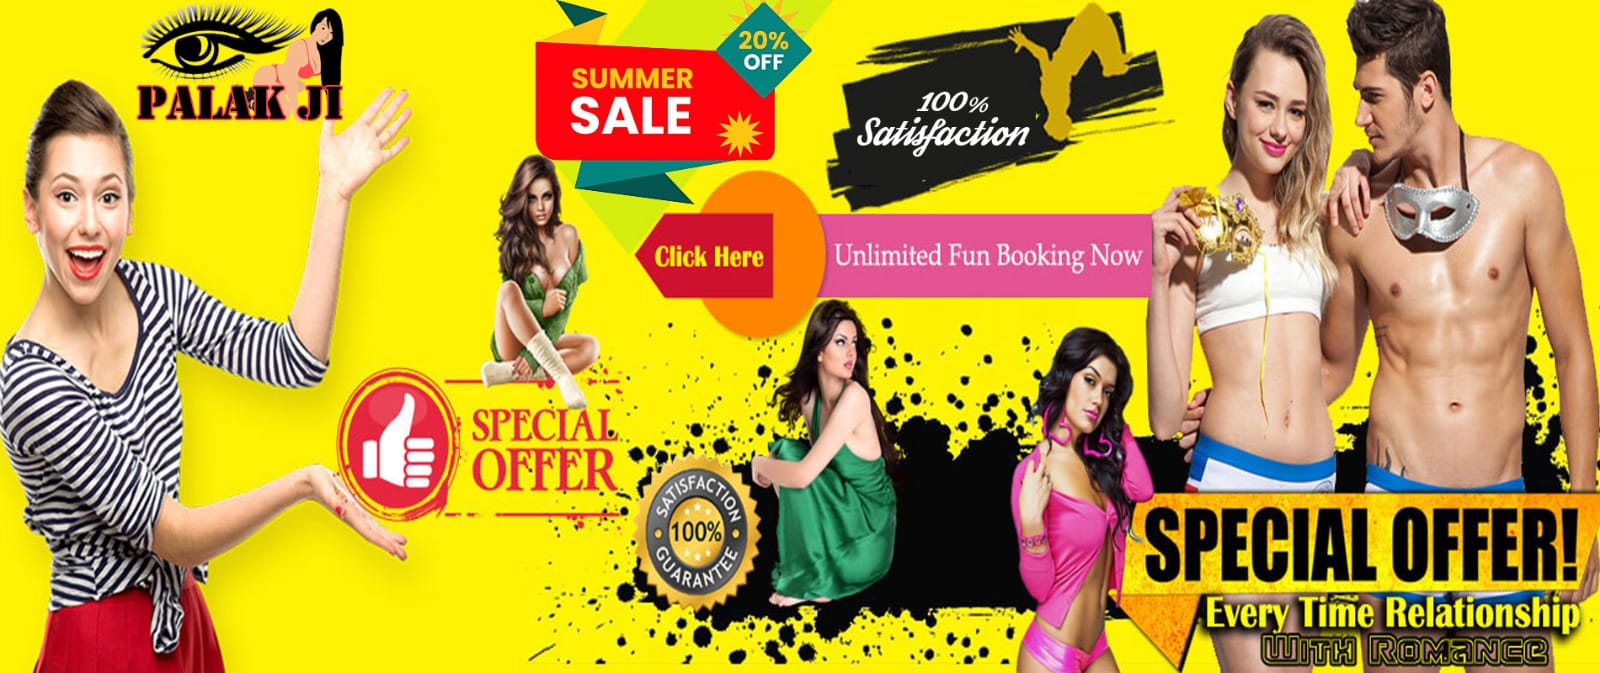 PALAK JI
20%
OFF
SUMMER
SALE
100%
Satisfaction
Click Here
Unlimited Fun Booking Now
SPECIAL
OFFER
SATISFACTION
100%
GUARANTEE
SPECIAL OFFER!
Every Time Relationship
With Romance